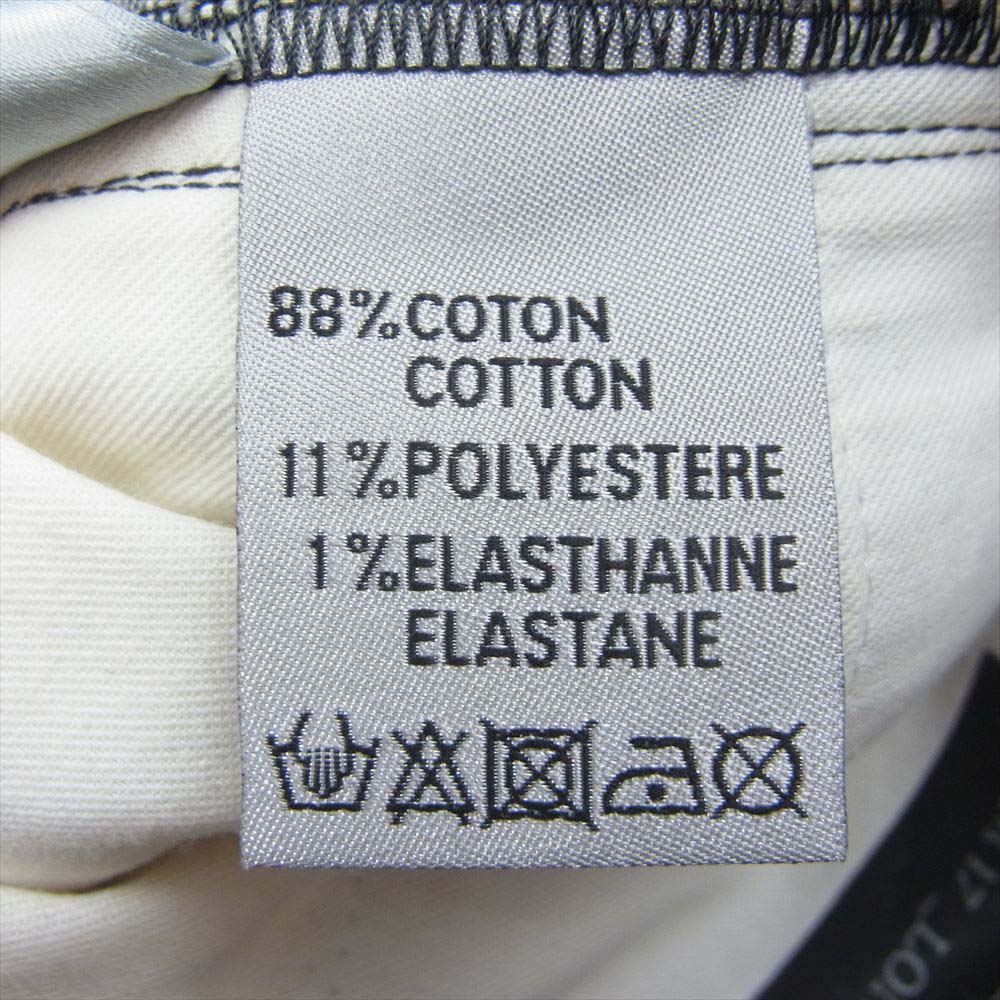 88% COTON
COTTON
11% POLYESTERE
1% ELASTHANNE
ELASTANE